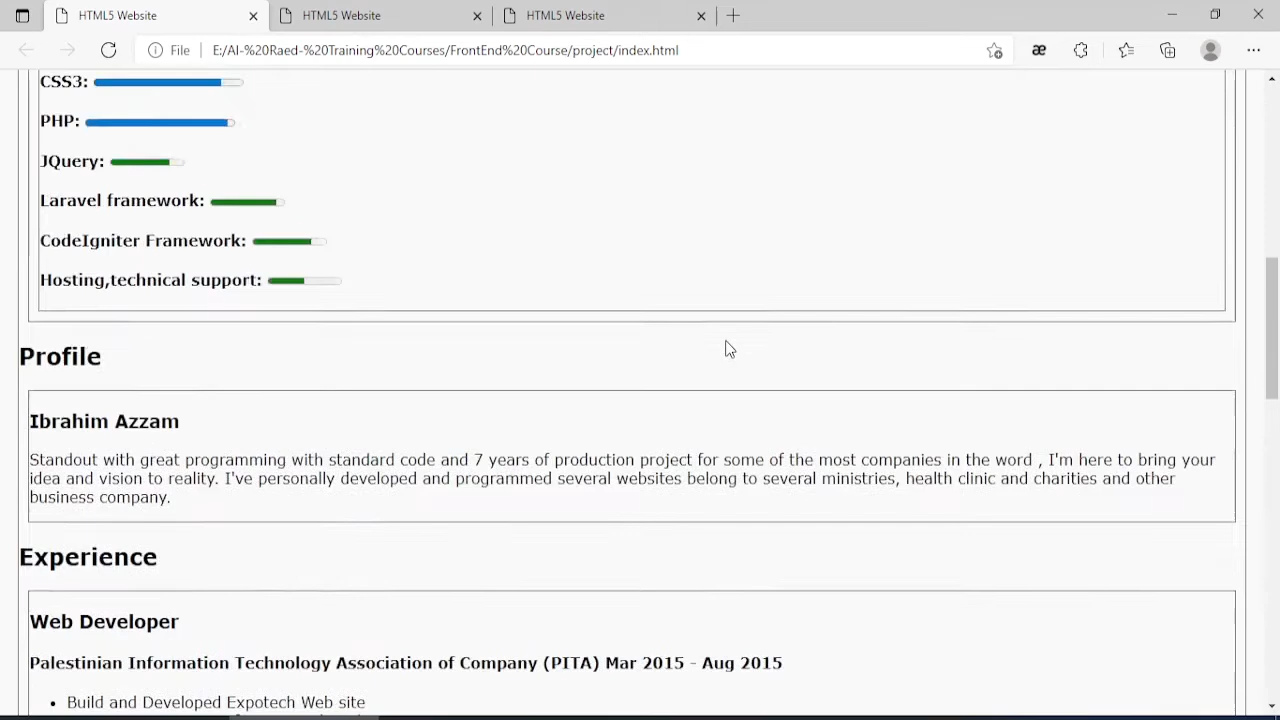 HTML5 Website
HTML5 Website
HTML5 Website
File
E:/Al-%20Raed-%20Training%20Courses/FrontEnd%20Course/project/index.html
æ
CSS3:
PHP:
JQuery:
Laravel framework:
CodeIgniter Framework:
Hosting,technical support:
Profile
Ibrahim Azzam
Standout with great programming with standard code and 7 years of production project for some of the most companies in the word , I'm here to bring your
idea and vision to reality. I've personally developed and programmed several websites belong to several ministries, health clinic and charities and other
business company.
Experience
Web Developer
Palestinian Information Technology Association of Company (PITA) Mar 2015 - Aug 2015
• Build and Developed Expotech Web site